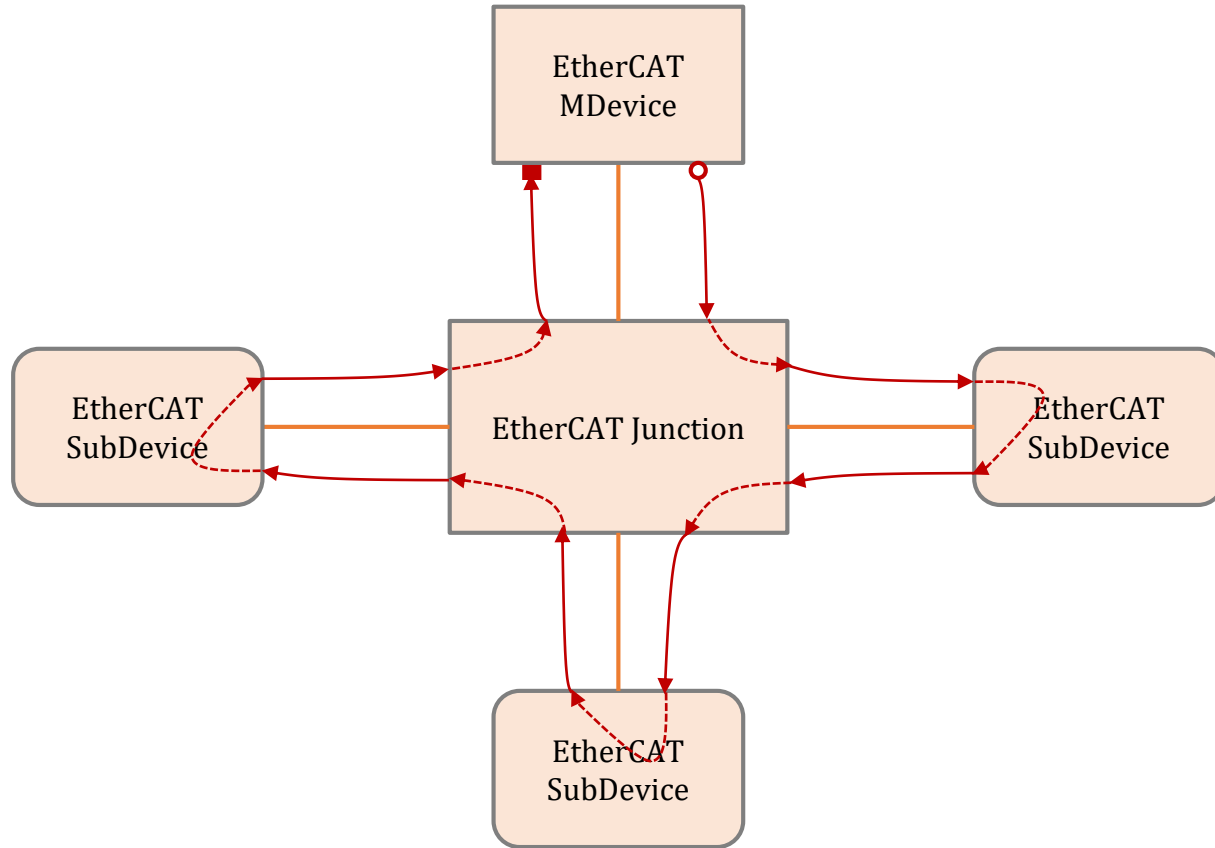 EtherCAT
MDevice
EtherCAT
SubDevice
EtherCAT Junction
EtherCAT
SubDevice
EtherCAT
SubDevice